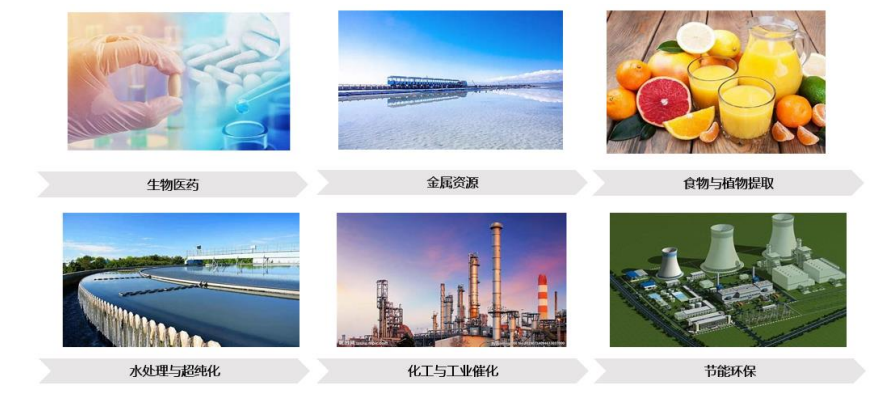 生物医药
金属资源
食物与植物提取
水处理与超纯化
化工与工业催化
节能环保